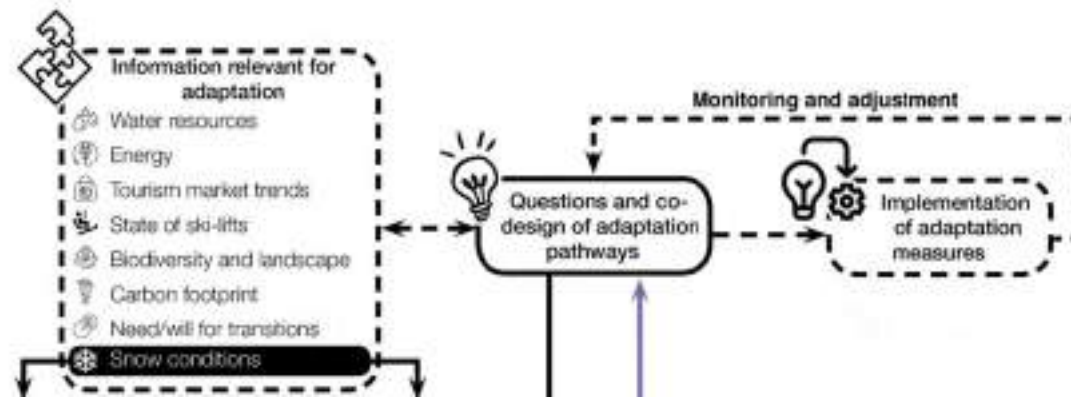 Information relevant for
adaptation
Water resources
Energy
Tourism market trends
State of ski-lifts
Biodiversity and landscape
Carbon footprint
Need/will for transitions
Snow conditions
Monitoring and adjustment
Questions and co-
design of adaptation
pathways
Implementation
of adaptation
measures